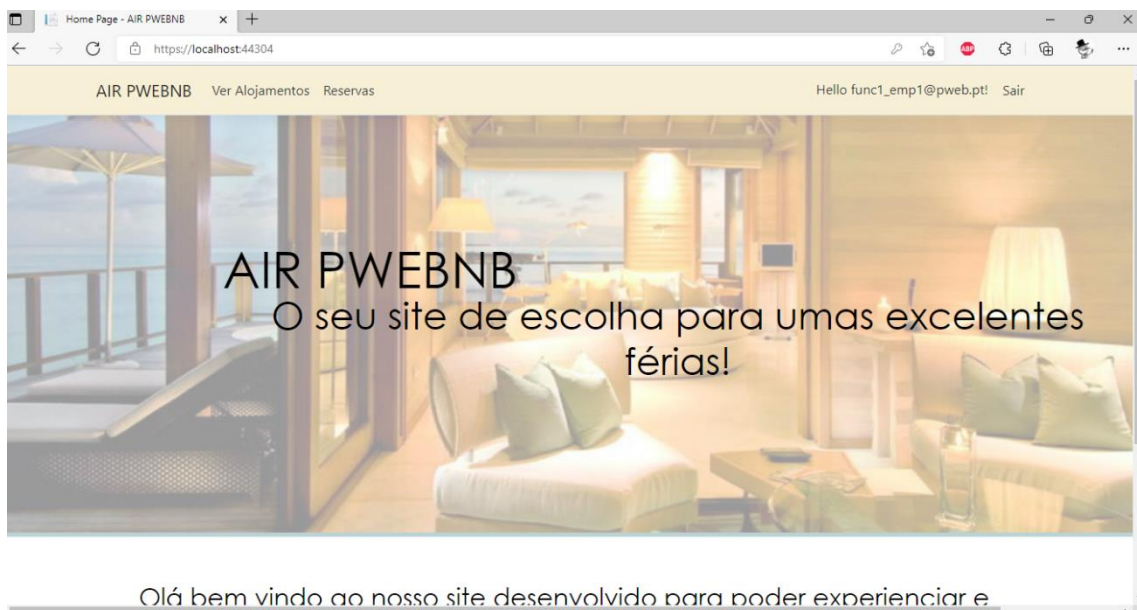 Home Page - AIR PWEBNB
https://localhost:44304
ABP
AIR PWEBNB Ver Alojamentos Reservas Hello func1_emp1@pweb.pt! Sair
AIR PWEBNB
O seu site de escolha para umas excelentes
férias!
Olá bem vindo ao nosso site desenvolvido para poder experienciar e